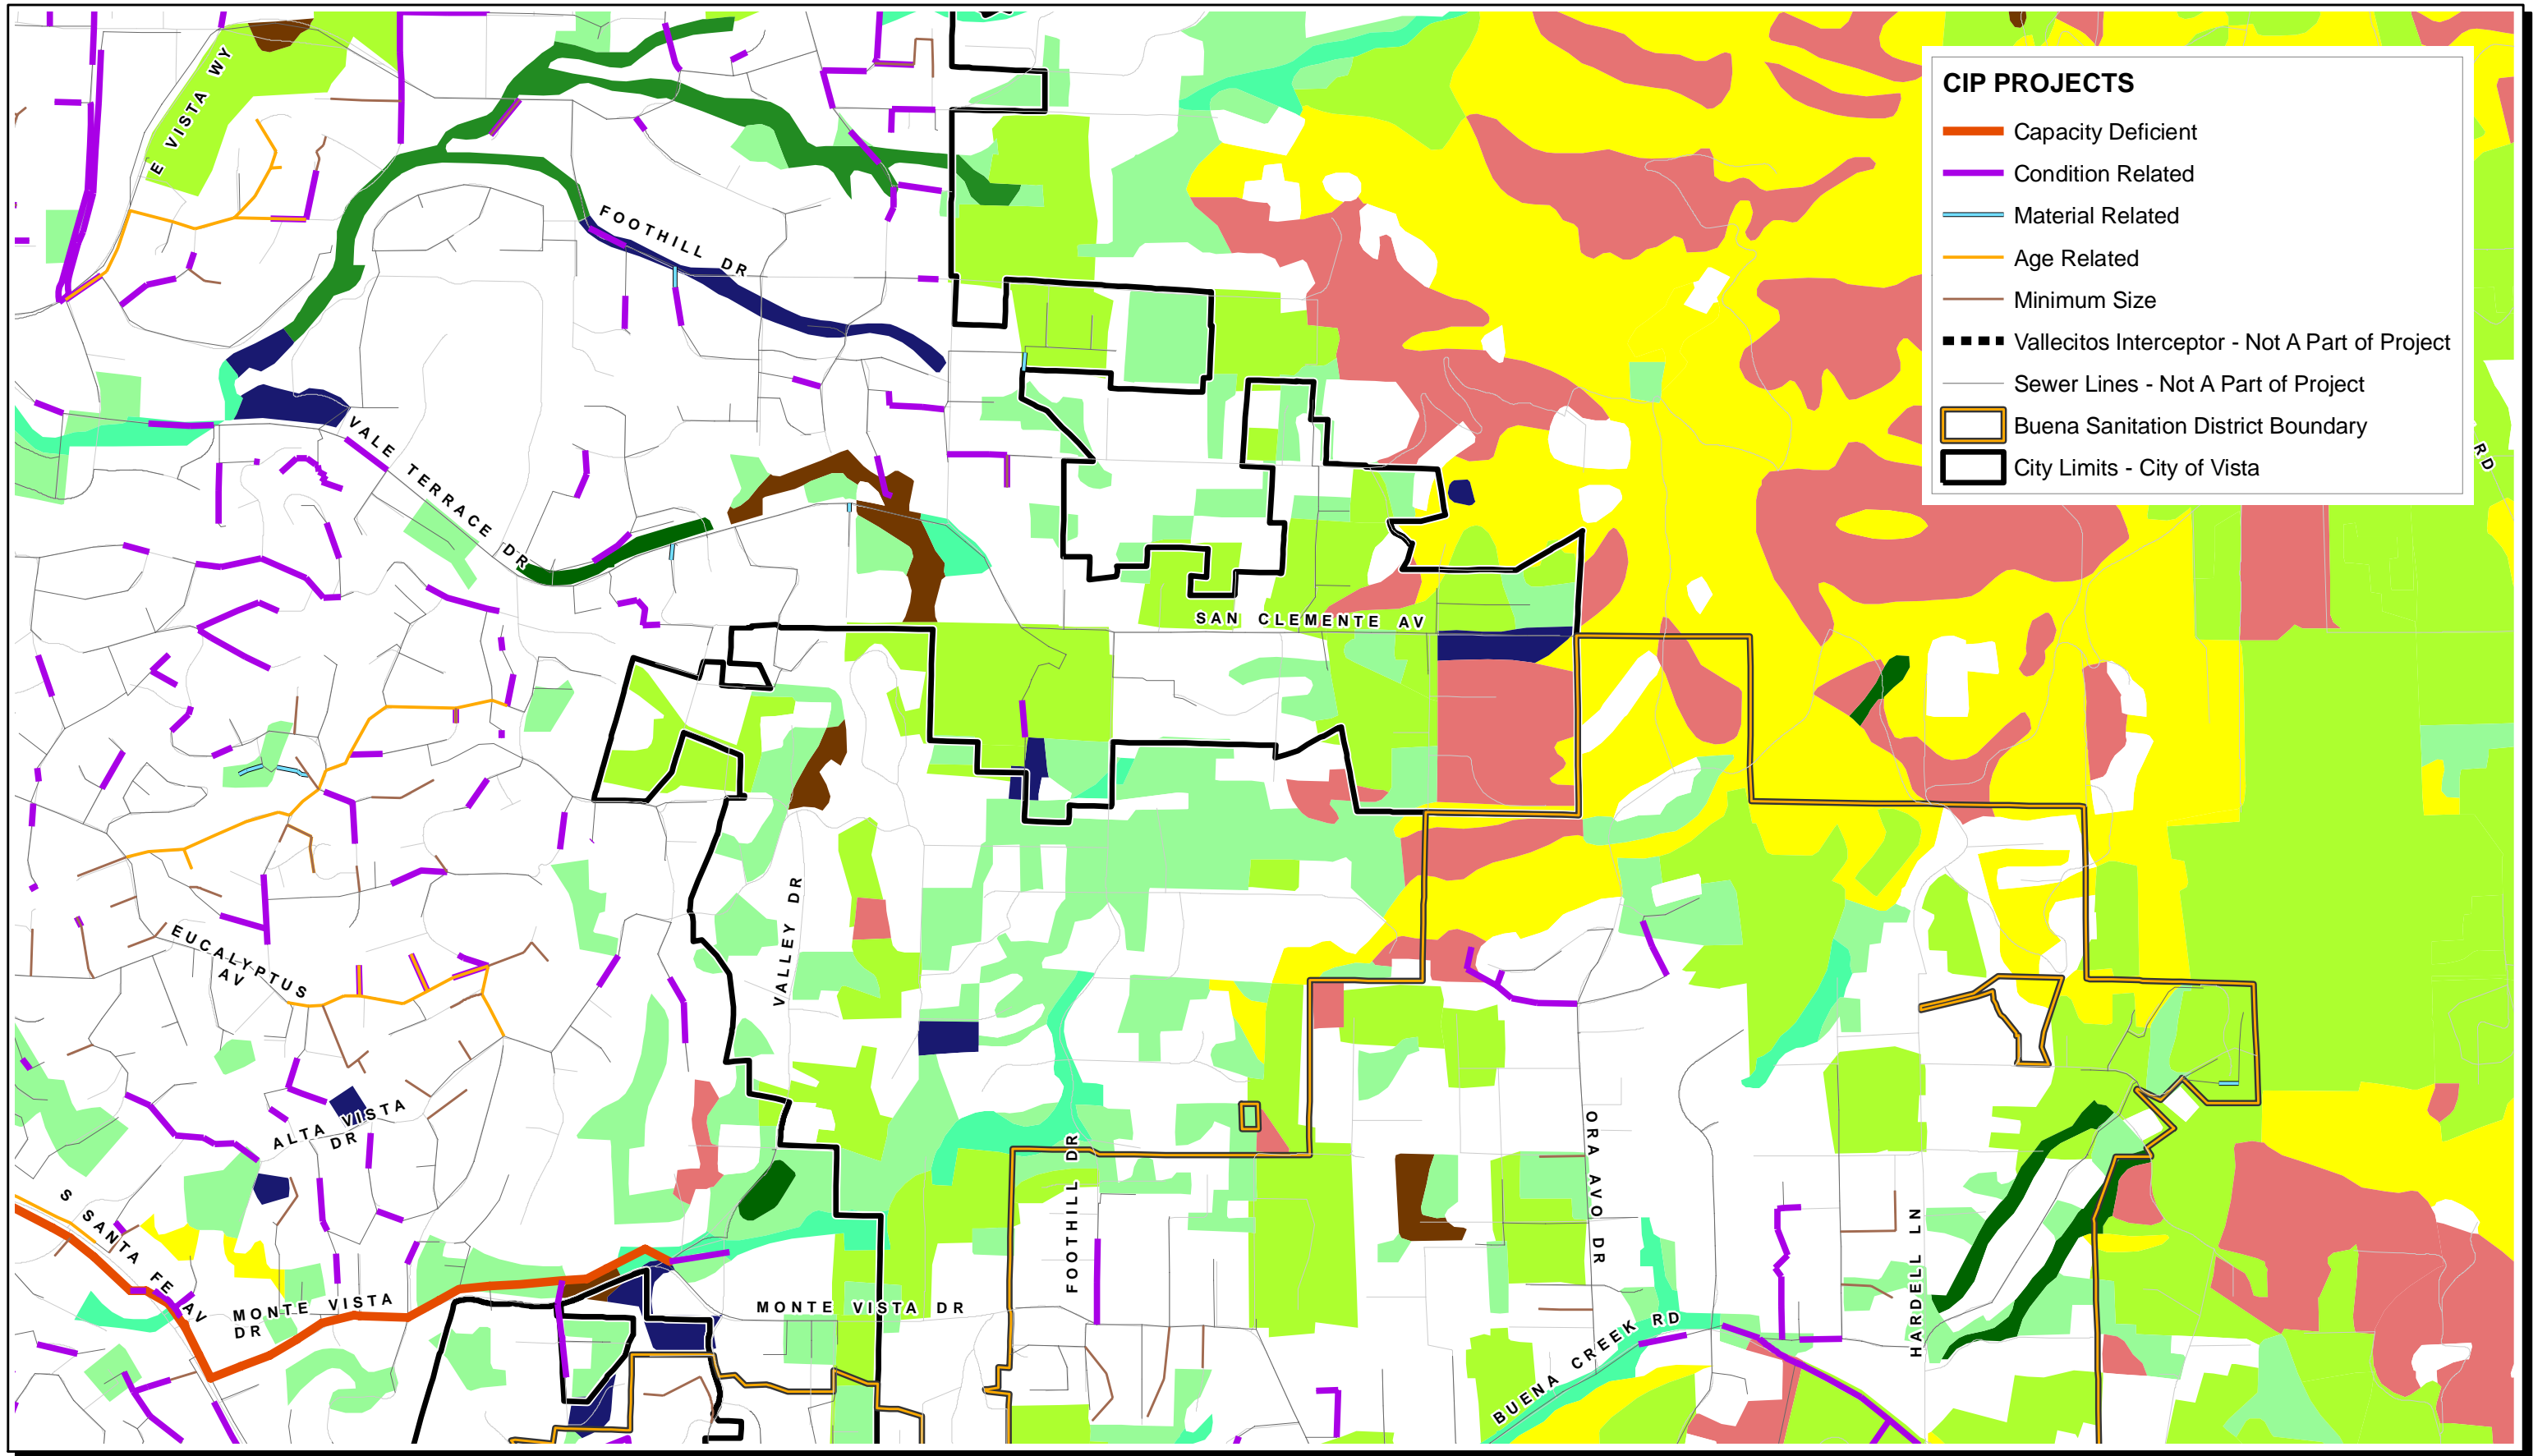 CIP PROJECTS
Capacity Deficient
Condition Related
Material Related
Age Related
Minimum Size
Vallecitos Interceptor - Not A Part of Project
Sewer Lines - Not A Part of Project
Buena Sanitation District Boundary
City Limits - City of Vista
E VISTA WY
FOOTHILL DR
RD
VALE TERRACE DR
SAN CLEMENTE AV
VALLEY DR
EUCALYPTUS
AV
ALTA VISTA
DR
S SANTA FE AV
MONTE VISTA
DR
MONTE VISTA DR
FOOTHILL DR
ORA AVO DR
HARDELL LN
BUENA CREEK RD